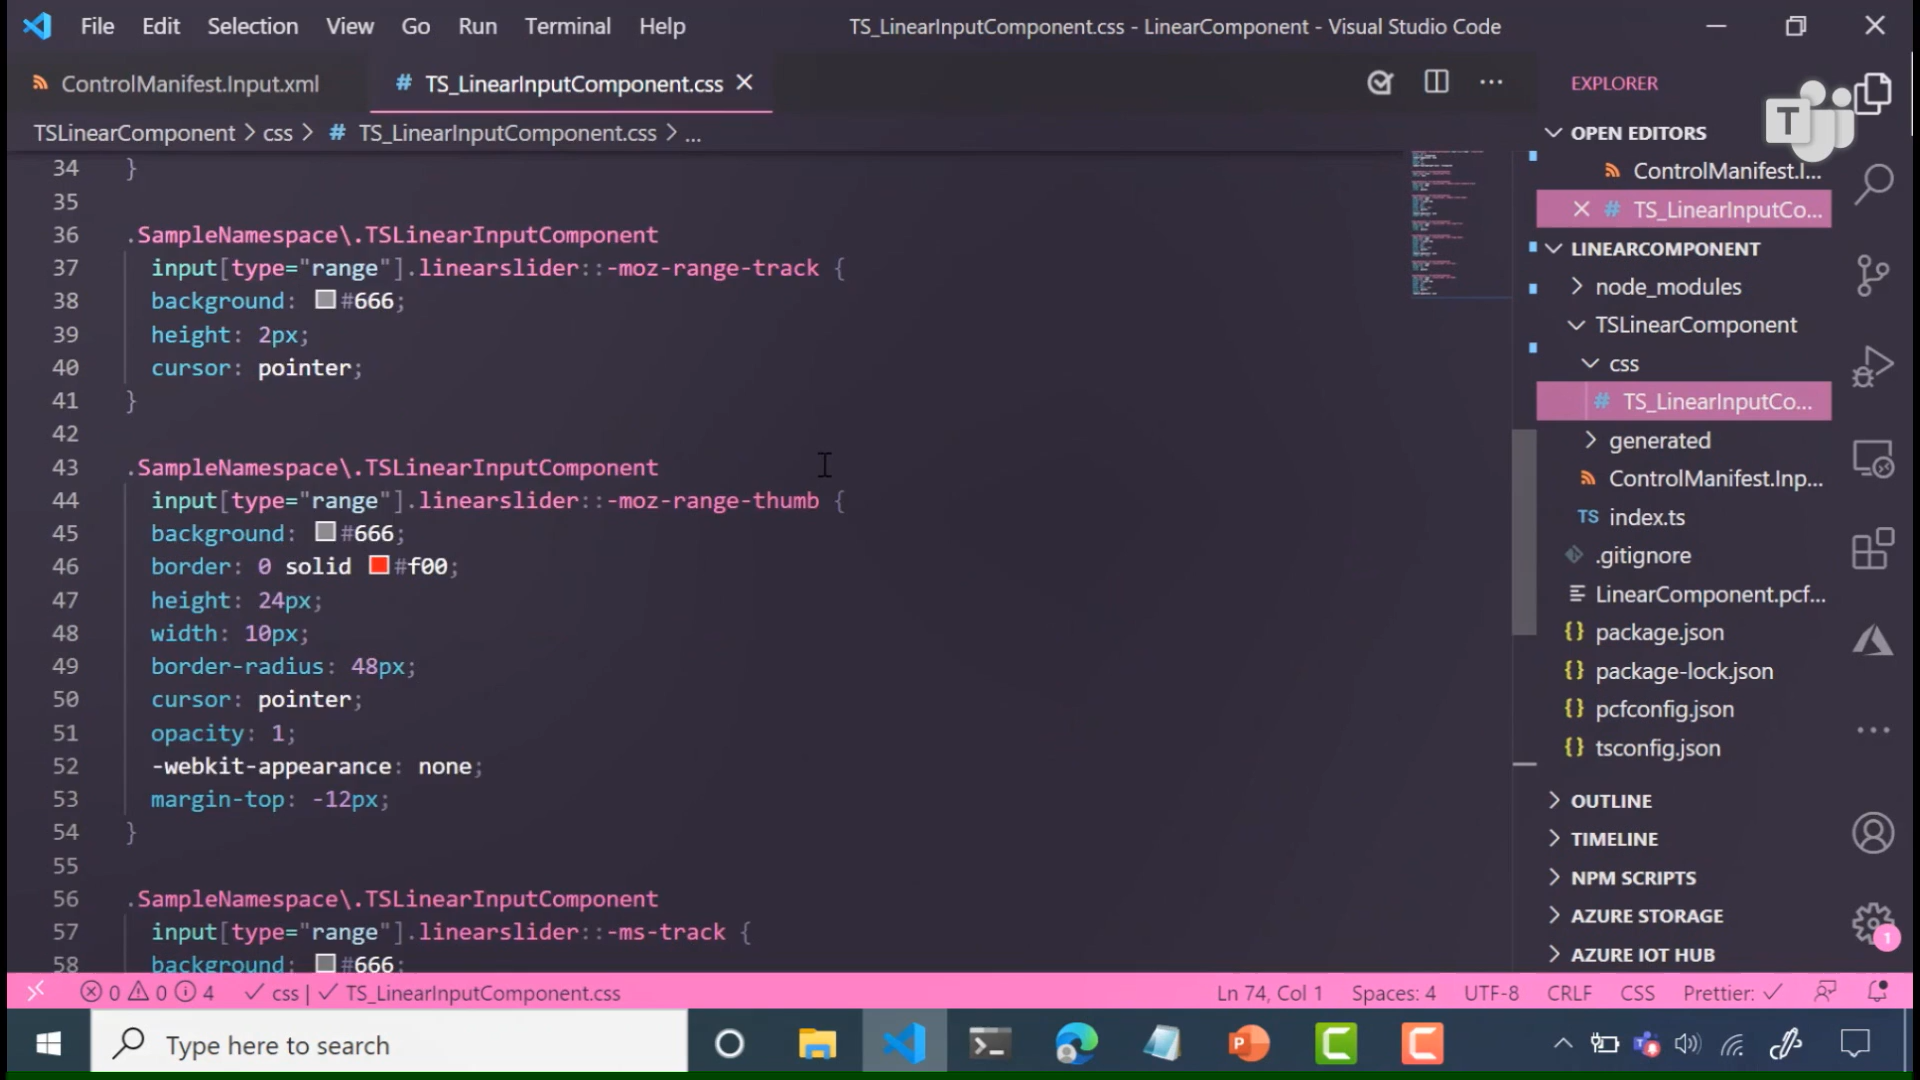 File Edit Selection View Go Run Terminal Help
TS_LinearInputComponent.css - LinearComponent - Visual Studio Code
ControlManifest.Input.xml
# TS_LinearInputComponent.css
TSLinearComponent > css > # TS_LinearInputComponent.css > ...
34 }
35
36 .SampleNamespace\.TSLinearInputComponent
37 input[type="range"].linearslider::-moz-range-track {
38 background: #666;
39 height: 2px;
40 cursor: pointer;
41 }
42
43 .SampleNamespace\.TSLinearInputComponent
44 input[type="range"].linearslider::-moz-range-thumb {
45 background: #666;
46 border: 0 solid #f00;
47 height: 24px;
48 width: 10px;
49 border-radius: 48px;
50 cursor: pointer;
51 opacity: 1;
52 -webkit-appearance: none;
53 margin-top: -12px;
54 }
55
56 .SampleNamespace\.TSLinearInputComponent
57 input[type="range"].linearslider::-ms-track {
58 background: #666;
EXPLORER
T
OPEN EDITORS
ControlManifest.I...
# TS_LinearInputCo...
LINEARCOMPONENT
node_modules
TSLinearComponent
css
# TS_LinearInputCo...
generated
ControlManifest.Inp...
TS index.ts
.gitignore
LinearComponent.pcf...
{} package.json
{} package-lock.json
{} pcfconfig.json
{} tsconfig.json
OUTLINE
TIMELINE
NPM SCRIPTS
AZURE STORAGE
AZURE IOT HUB
1
0 0 4 css | TS_LinearInputComponent.css
Ln 74, Col 1 Spaces: 4 UTF-8 CRLF CSS Prettier:
Type here to search